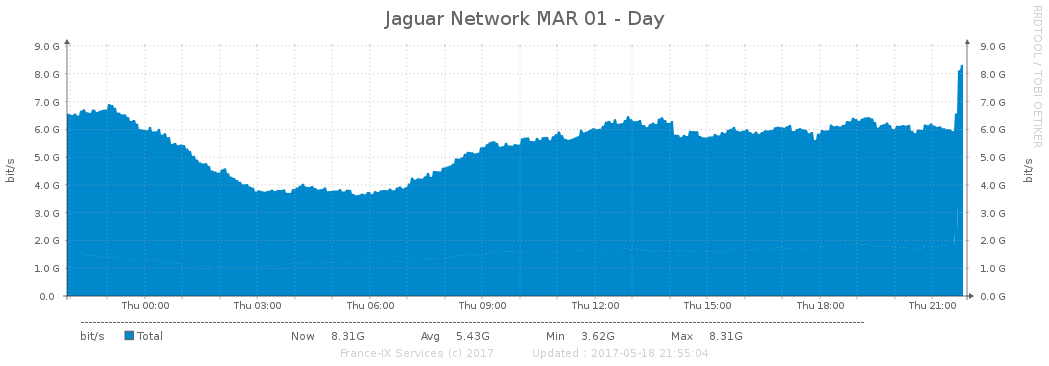 Jaguar Network MAR 01 - Day
RRDTOOL / TOBI OETIKER
9.0 G 9.0 G
8.0 G 8.0 G
7.0 G 7.0 G
6.0 G 6.0 G
5.0 G 5.0 G
4.0 G 4.0 G
3.0 G 3.0 G
2.0 G 2.0 G
1.0 G 1.0 G
0.0 0.0 G
bit/s bit/s
Thu 00:00 Thu 03:00 Thu 06:00 Thu 09:00 Thu 12:00 Thu 15:00 Thu 18:00 Thu 21:00
bit/s Total Now 8.31G Avg 5.43G Min 3.62G Max 8.31G
France-IX Services (c) 2017 Updated : 2017-05-18 21:55:04